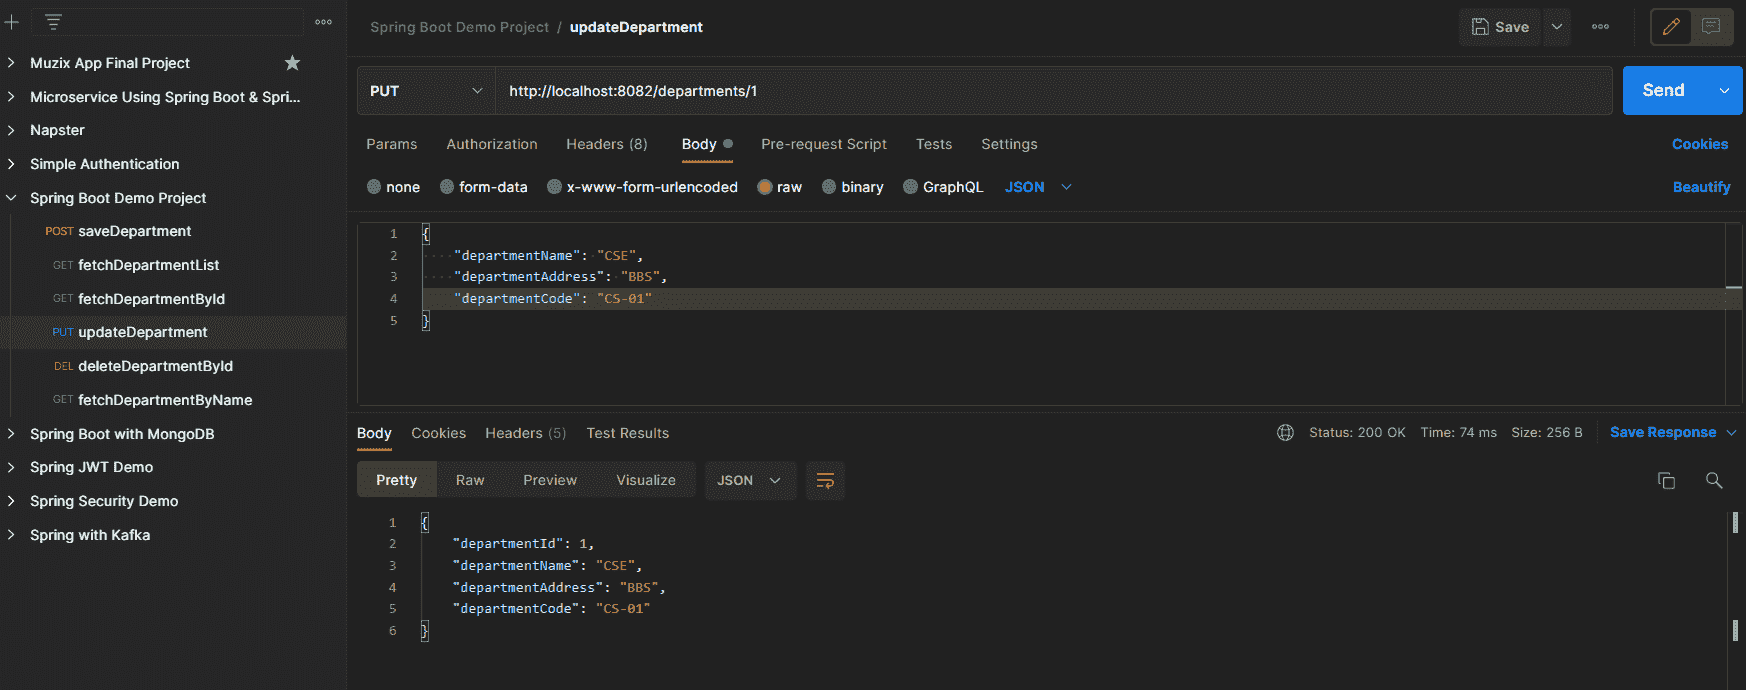 Spring Boot Demo Project / updateDepartment
Save
Muzix App Final Project
Microservice Using Spring Boot & Spri...
Napster
Simple Authentication
Spring Boot Demo Project
POST saveDepartment
GET fetchDepartmentList
GET fetchDepartmentById
PUT updateDepartment
DEL deleteDepartmentById
GET fetchDepartmentByName
Spring Boot with MongoDB
Spring JWT Demo
Spring Security Demo
Spring with Kafka
PUT http://localhost:8082/departments/1 Send
Params Authorization Headers (8) Body Pre-request Script Tests Settings Cookies
none form-data x-www-form-urlencoded raw binary GraphQL JSON Beautify
1 {
2 "departmentName": "CSE",
3 "departmentAddress": "BBS",
4 "departmentCode": "CS-01"
5 }
Body Cookies Headers (5) Test Results Status: 200 OK Time: 74 ms Size: 256 B Save Response
Pretty Raw Preview Visualize JSON
1 {
2 "departmentId": 1,
3 "departmentName": "CSE",
4 "departmentAddress": "BBS",
5 "departmentCode": "CS-01"
6 }